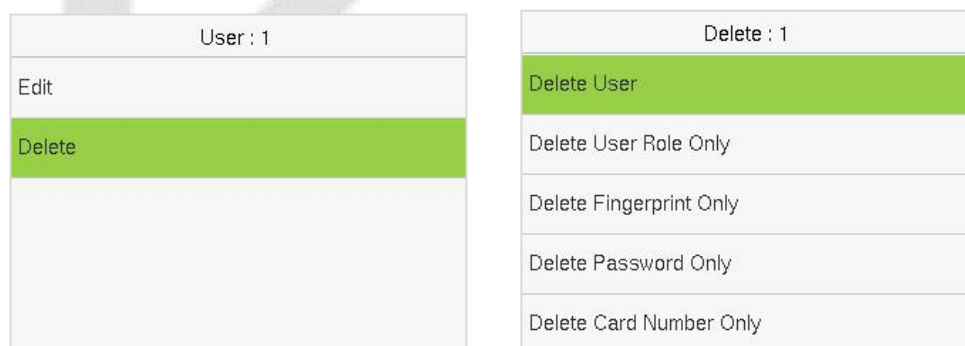 User : 1
Edit
Delete
Delete : 1
Delete User
Delete User Role Only
Delete Fingerprint Only
Delete Password Only
Delete Card Number Only